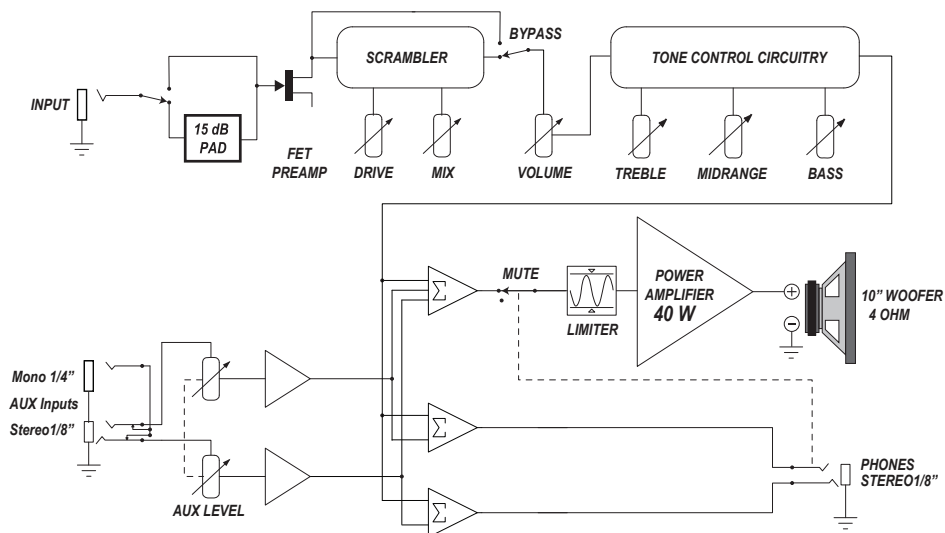 BYPASS
SCRAMBLER
TONE CONTROL CIRCUITRY
INPUT
15 dB
PAD
FET
PREAMP
DRIVE
MIX
VOLUME
TREBLE
MIDRANGE
BASS
Σ
MUTE
LIMITER
POWER
AMPLIFIER
40 W
+
−
10” WOOFER
4 OHM
Mono 1/4”
AUX Inputs
Stereo1/8”
AUX LEVEL
Σ
Σ
PHONES
STEREO1/8”